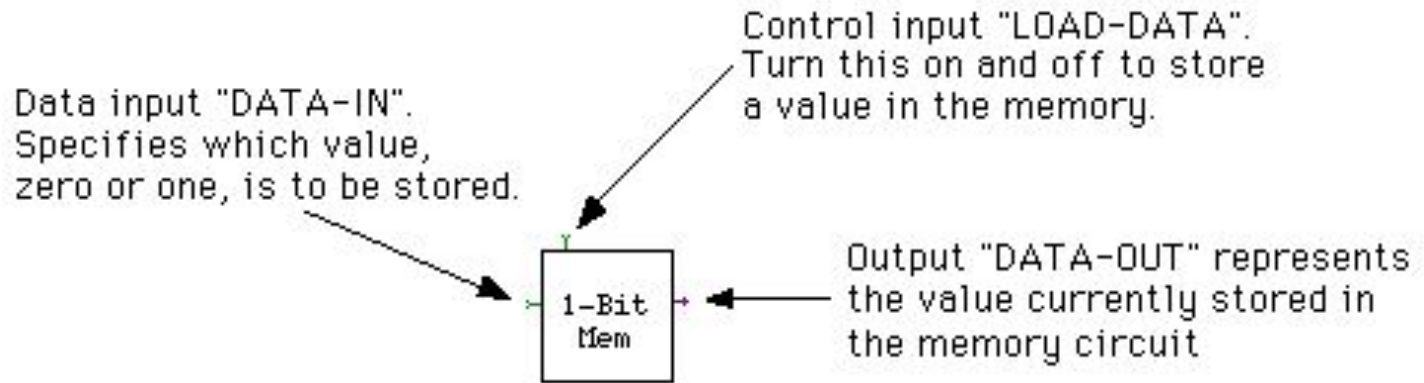 Control input "LOAD-DATA".
Turn this on and off to store
a value in the memory.
Data input "DATA-IN".
Specifies which value,
zero or one, is to be stored.
1-Bit
Mem
Output "DATA-OUT" represents
the value currently stored in
the memory circuit